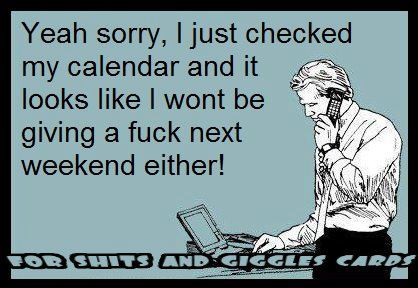 Yeah sorry, I just checked
my calendar and it
looks like I wont be
giving a fuck next
weekend either!
FOR SHITS AND GIGGLES CARDS